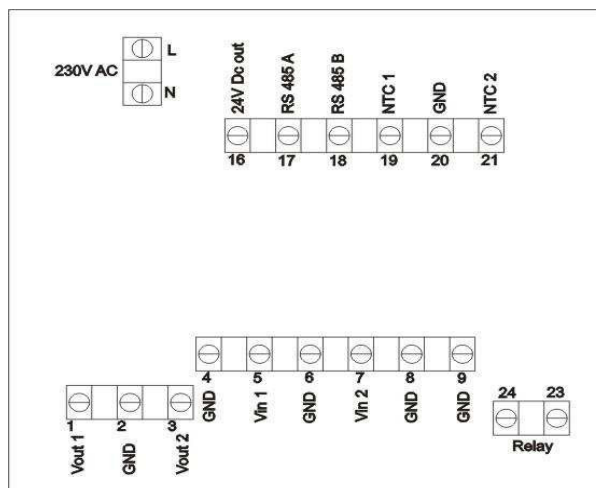 230V AC
L
N
24V Dc out
RS 485 A
RS 485 B
NTC 1
GND
NTC 2
16 17 18 19 20 21
4 5 6 7 8 9
GND
Vin 1
GND
Vin 2
GND
GND
1 2 3
Vout 1
GND
Vout 2
24 23
Relay